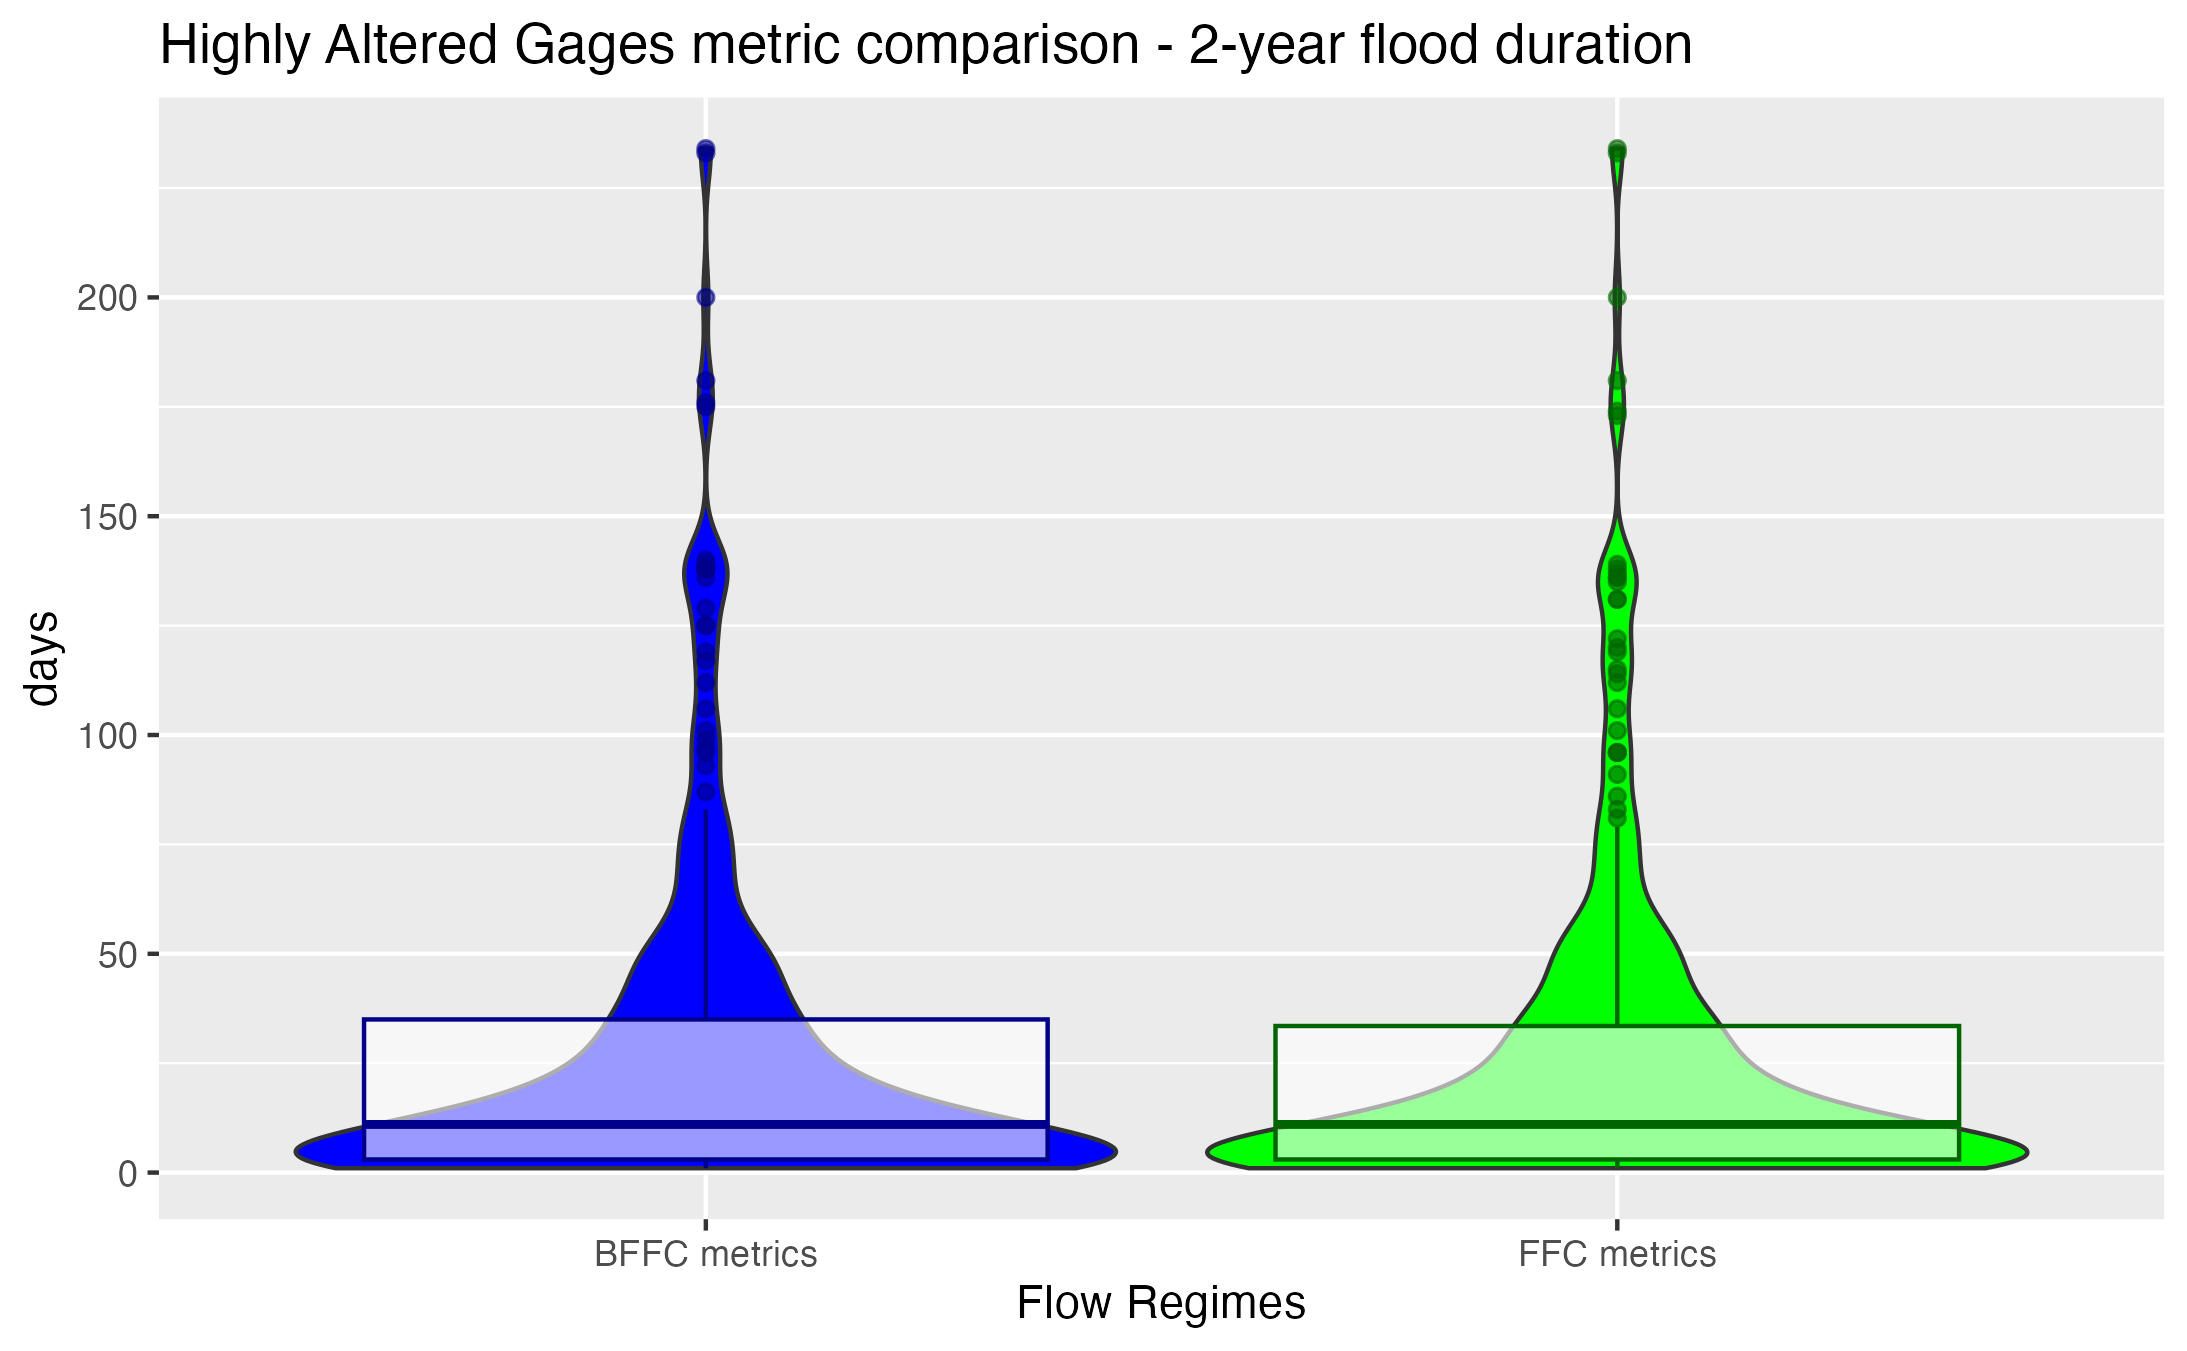 Highly Altered Gages metric comparison - 2-year flood duration
days
200
150
100
50
0
BFFC metrics
FFC metrics
Flow Regimes